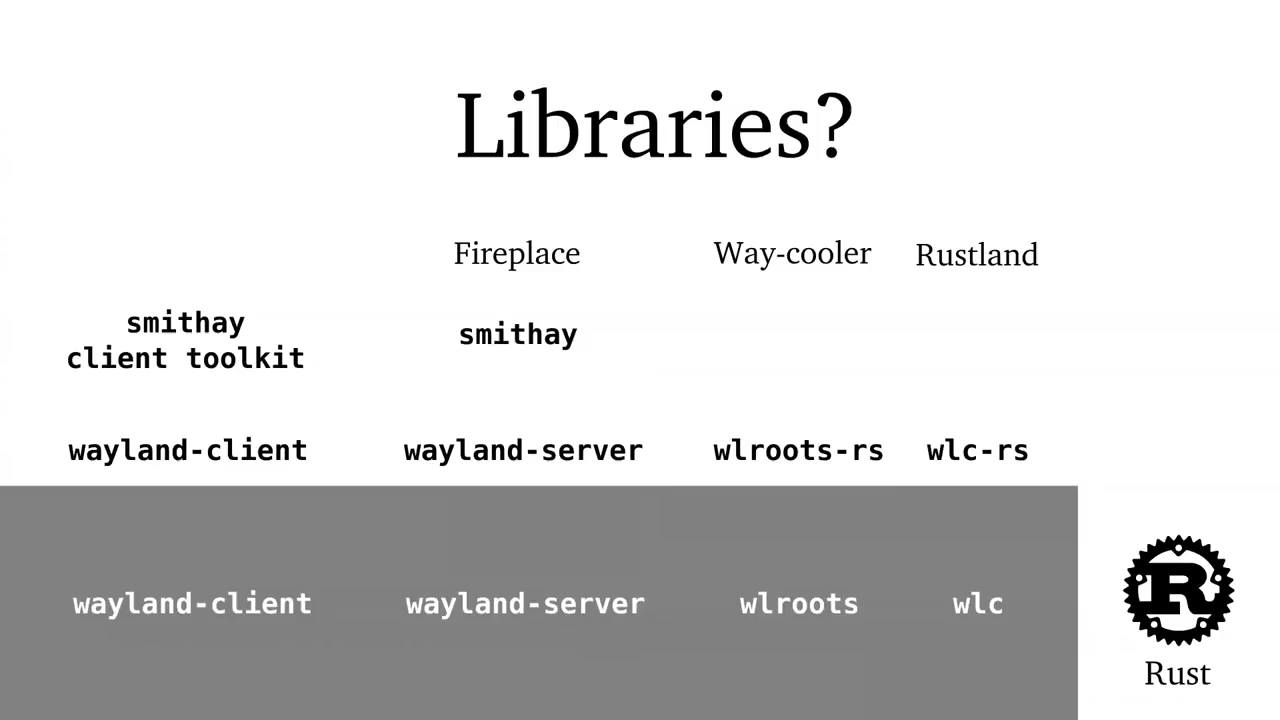 Libraries?
Fireplace Way-cooler Rustland
smithay
client toolkit
smithay
wayland-client wayland-server wlroots-rs wlc-rs
wayland-client wayland-server wlroots wlc
R
Rust